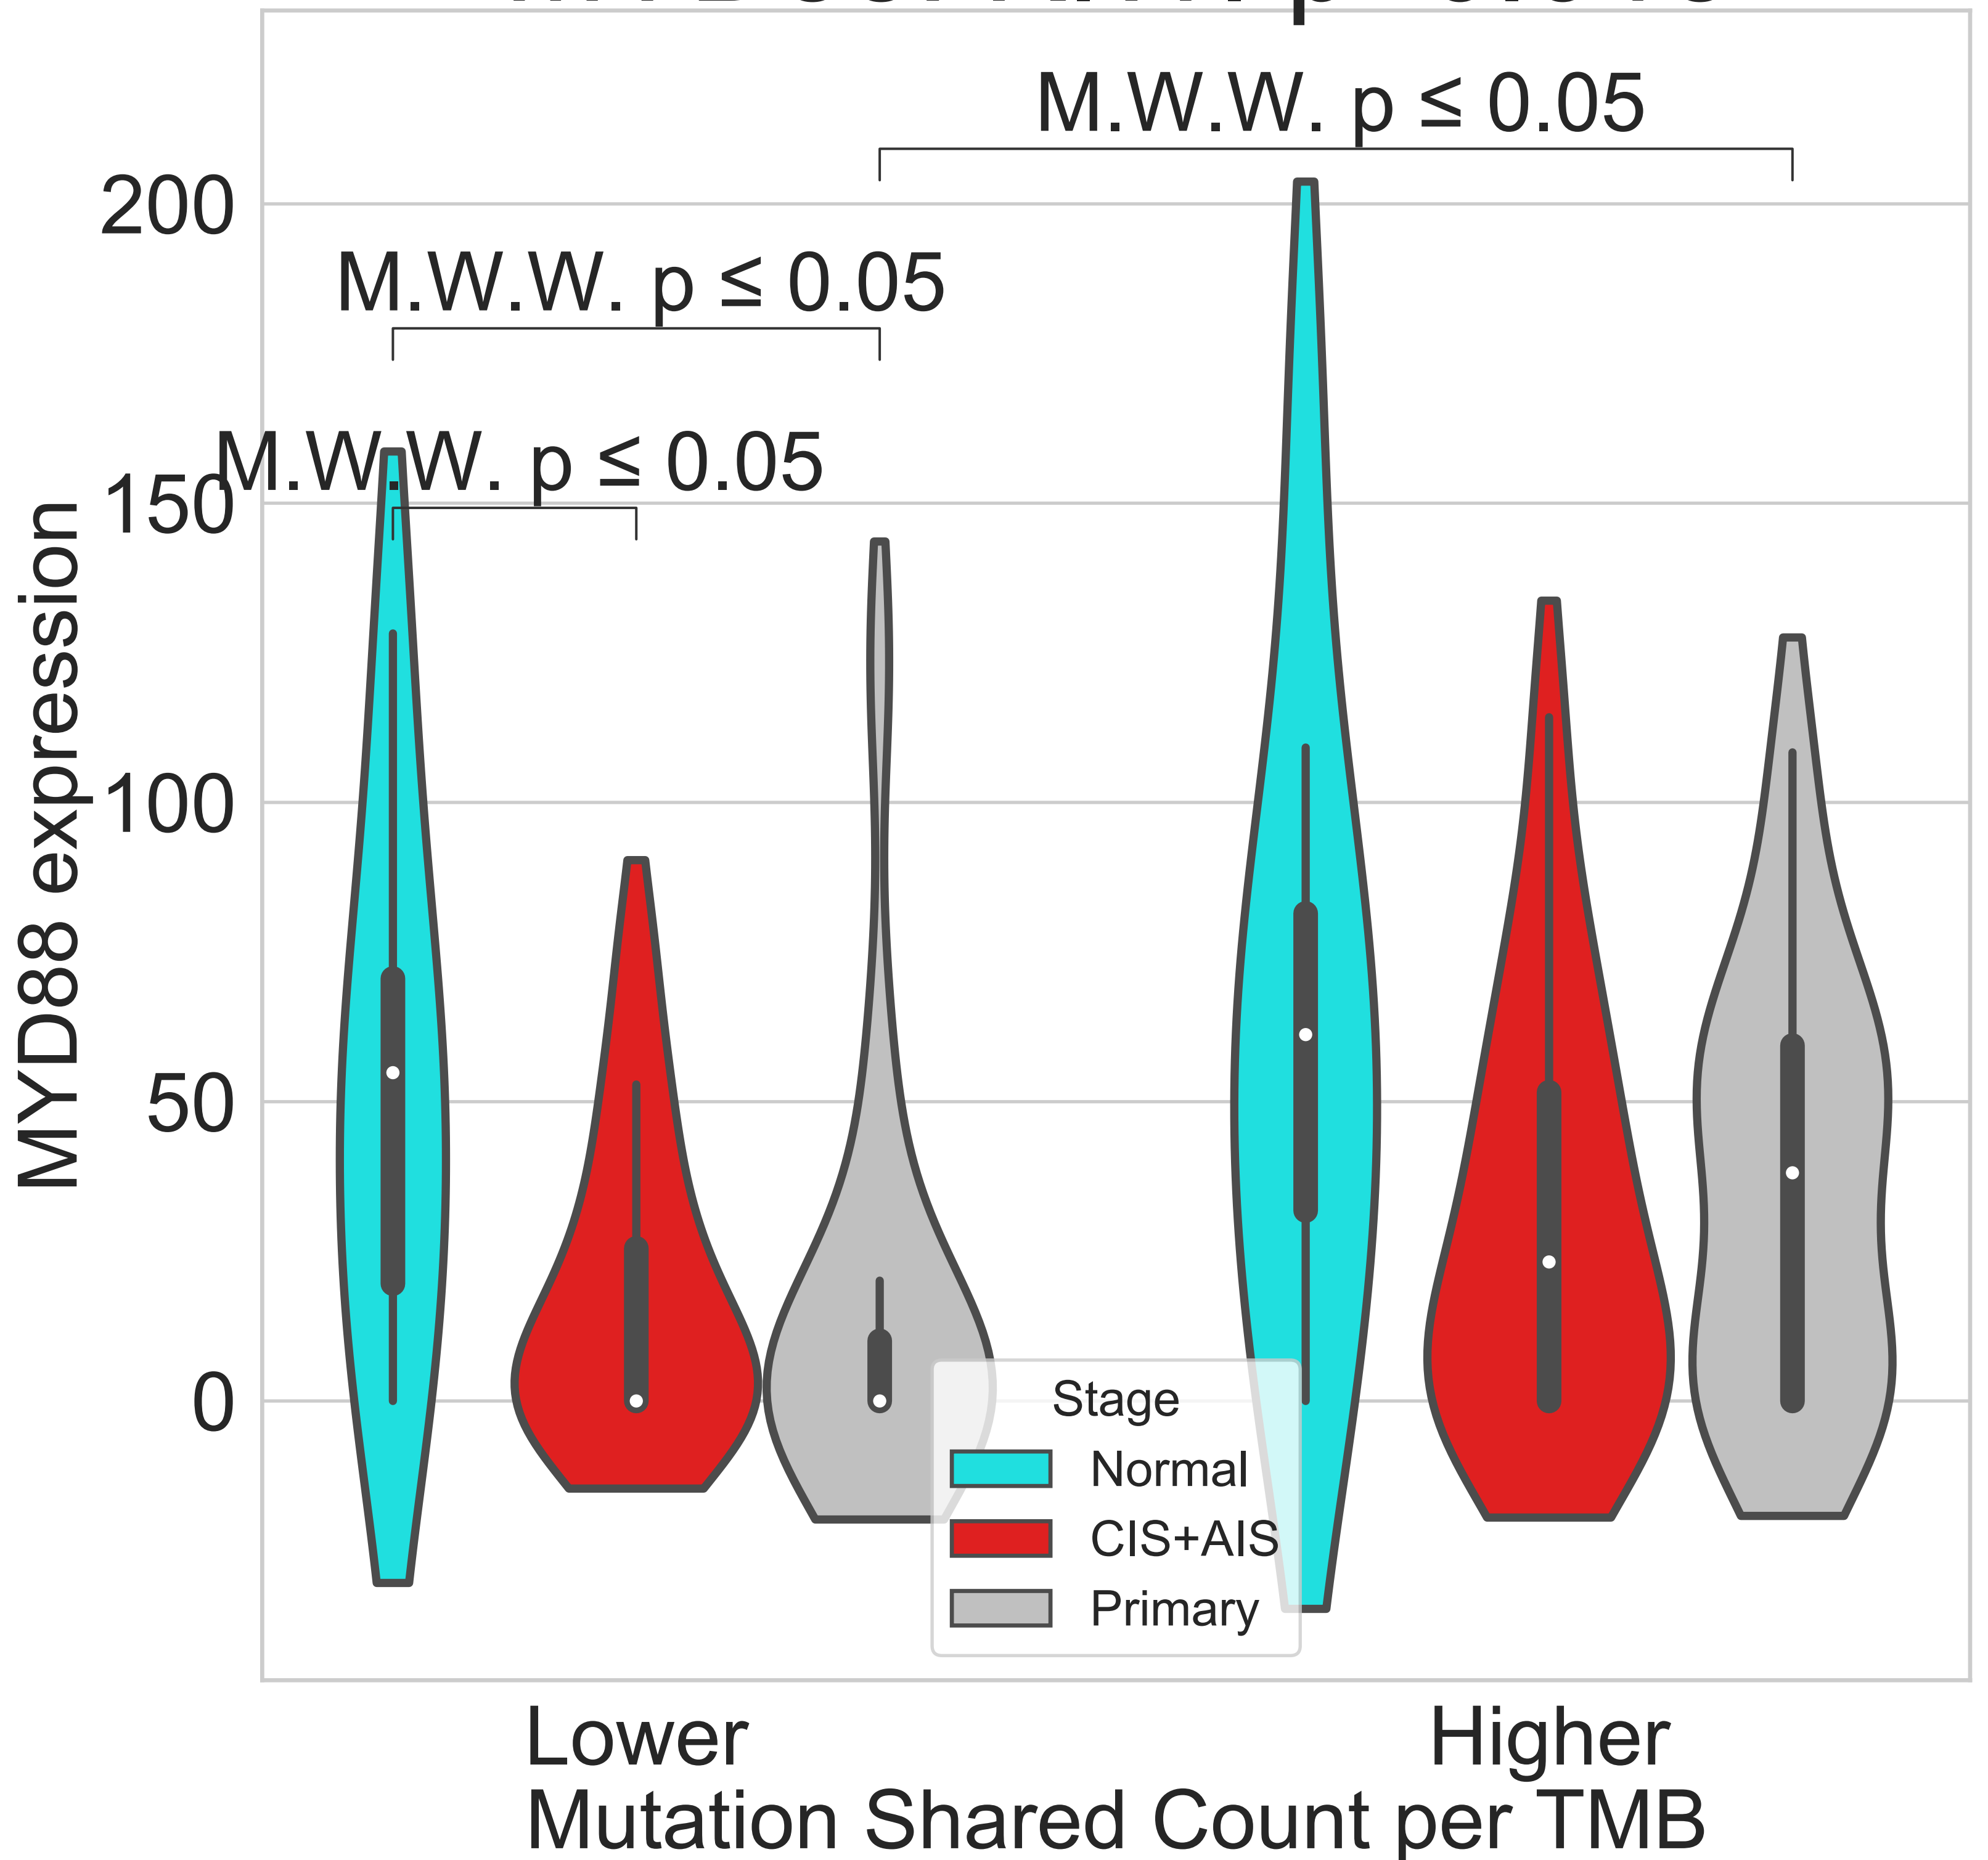 M.W.W. p ≤ 0.05
200
M.W.W. p ≤ 0.05
M.W.W. p ≤ 0.05
150
100
50
0
MYD88 expression
Stage
Normal
CIS+AIS
Primary
Lower
Higher
Mutation Shared Count per TMB